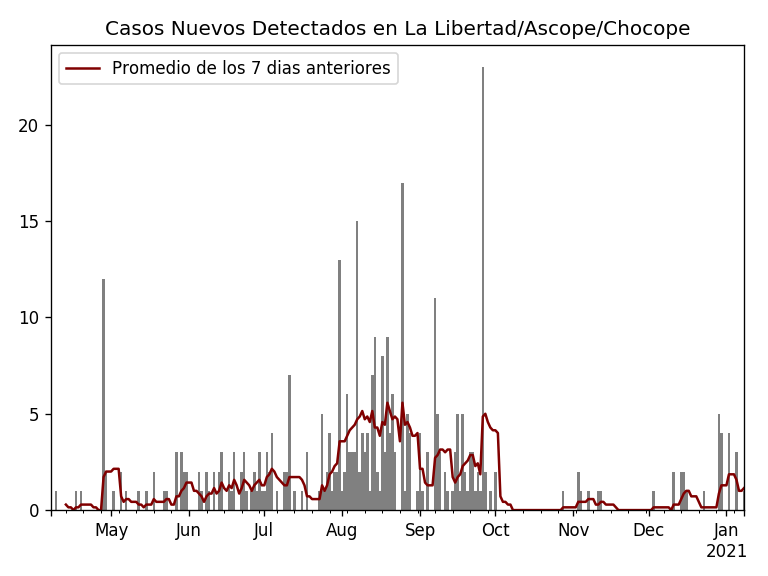 Casos Nuevos Detectados en La Libertad/Ascope/Chocope
Promedio de los 7 dias anteriores
20
15
10
5
0
May Jun Jul Aug Sep Oct Nov Dec Jan
2021